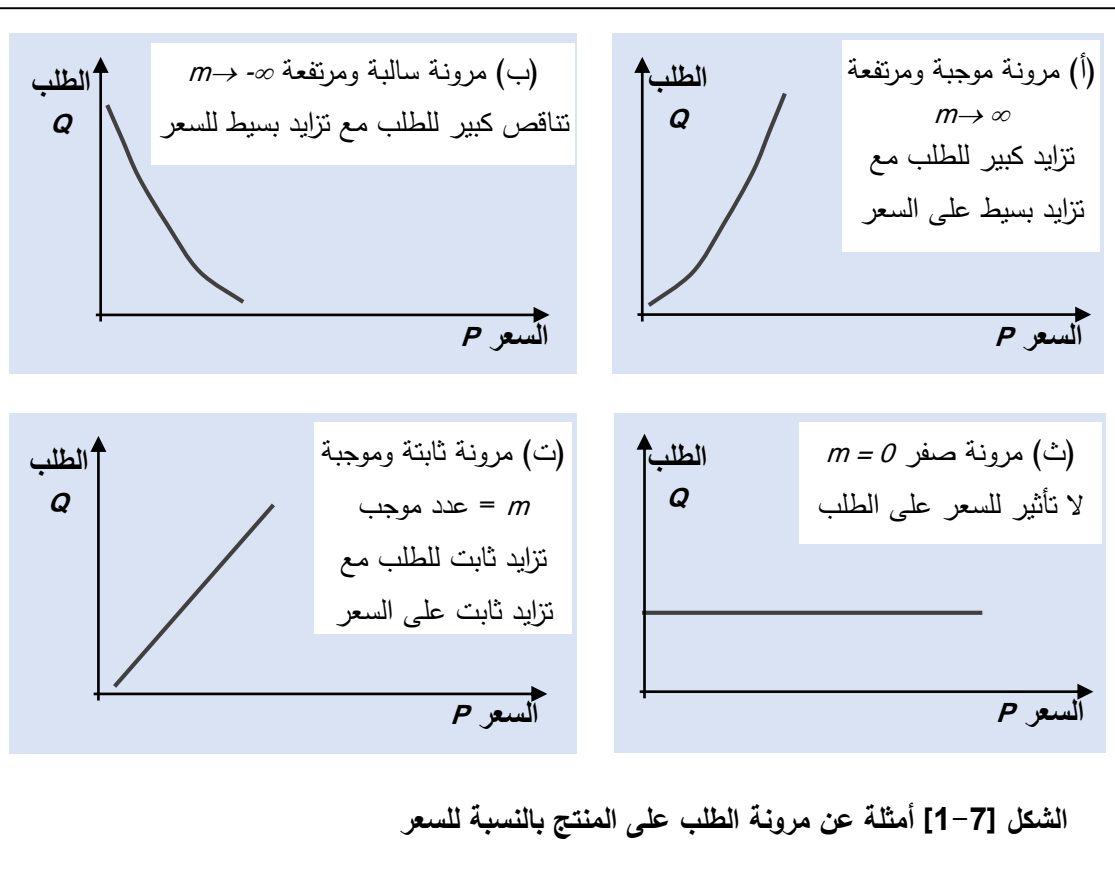 (أ) مرونة موجبة ومرتفعة
m→ ∞
تزايد كبير للطلب مع
تزايد بسيط على السعر
الطلب
Q
السعر P
(ب) مرونة سالبة ومرتفعة m→ -∞
تناقص كبير للطلب مع تزايد بسيط للسعر
الطلب
Q
السعر P
(ث) مرونة صفر m = 0
لا تأثير للسعر على الطلب
الطلب
Q
السعر P
(ت) مرونة ثابتة وموجبة
m = عدد موجب
تزايد ثابت للطلب مع
تزايد ثابت على السعر
الطلب
Q
السعر P
الشكل [7-1] أمثلة عن مرونة الطلب على المنتج بالنسبة للسعر